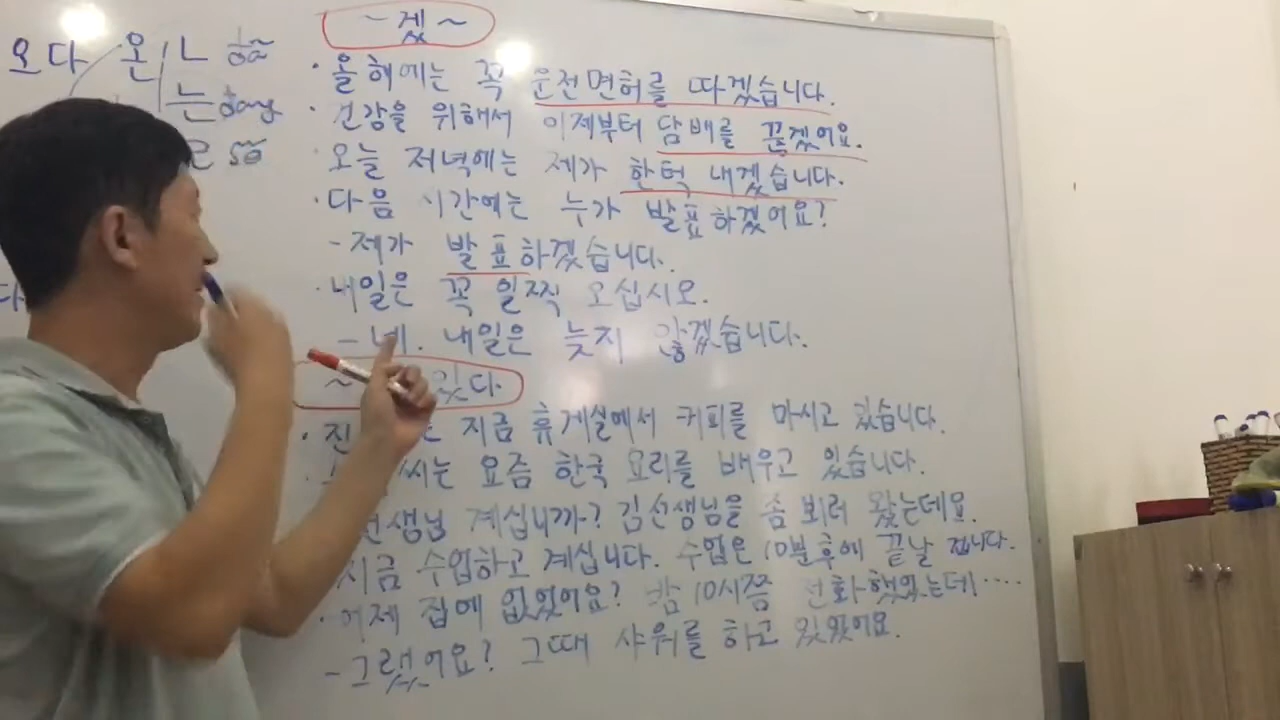 오다 온 ㄴ đã
는 đang
ㄹ sẽ
~겠~
· 올해에는 꼭 운전면허를 따겠습니다.
· 건강을 위해서 이제부터 담배를 끊겠어요.
· 오늘 저녁에는 제가 한턱 내겠습니다.
· 다음 시간에는 누가 발표하겠어요?
- 제가 발표하겠습니다.
· 내일은 꼭 일찍 오십시오.
- 네. 내일은 늦지 않겠습니다.
~ 있다
· 진 지금 휴게실에서 커피를 마시고 있습니다.
씨는 요즘 한국 요리를 배우고 있습니다.
선생님 계십니까? 김선생님을 좀 뵈러 왔는데요.
지금 수업하고 계십니다. 수업은 10분후에 끝날 겁니다.
· 어제 집에 없었어요? 밤 10시쯤 전화했었는데....
- 그랬어요? 그때 샤워를 하고 있었어요.